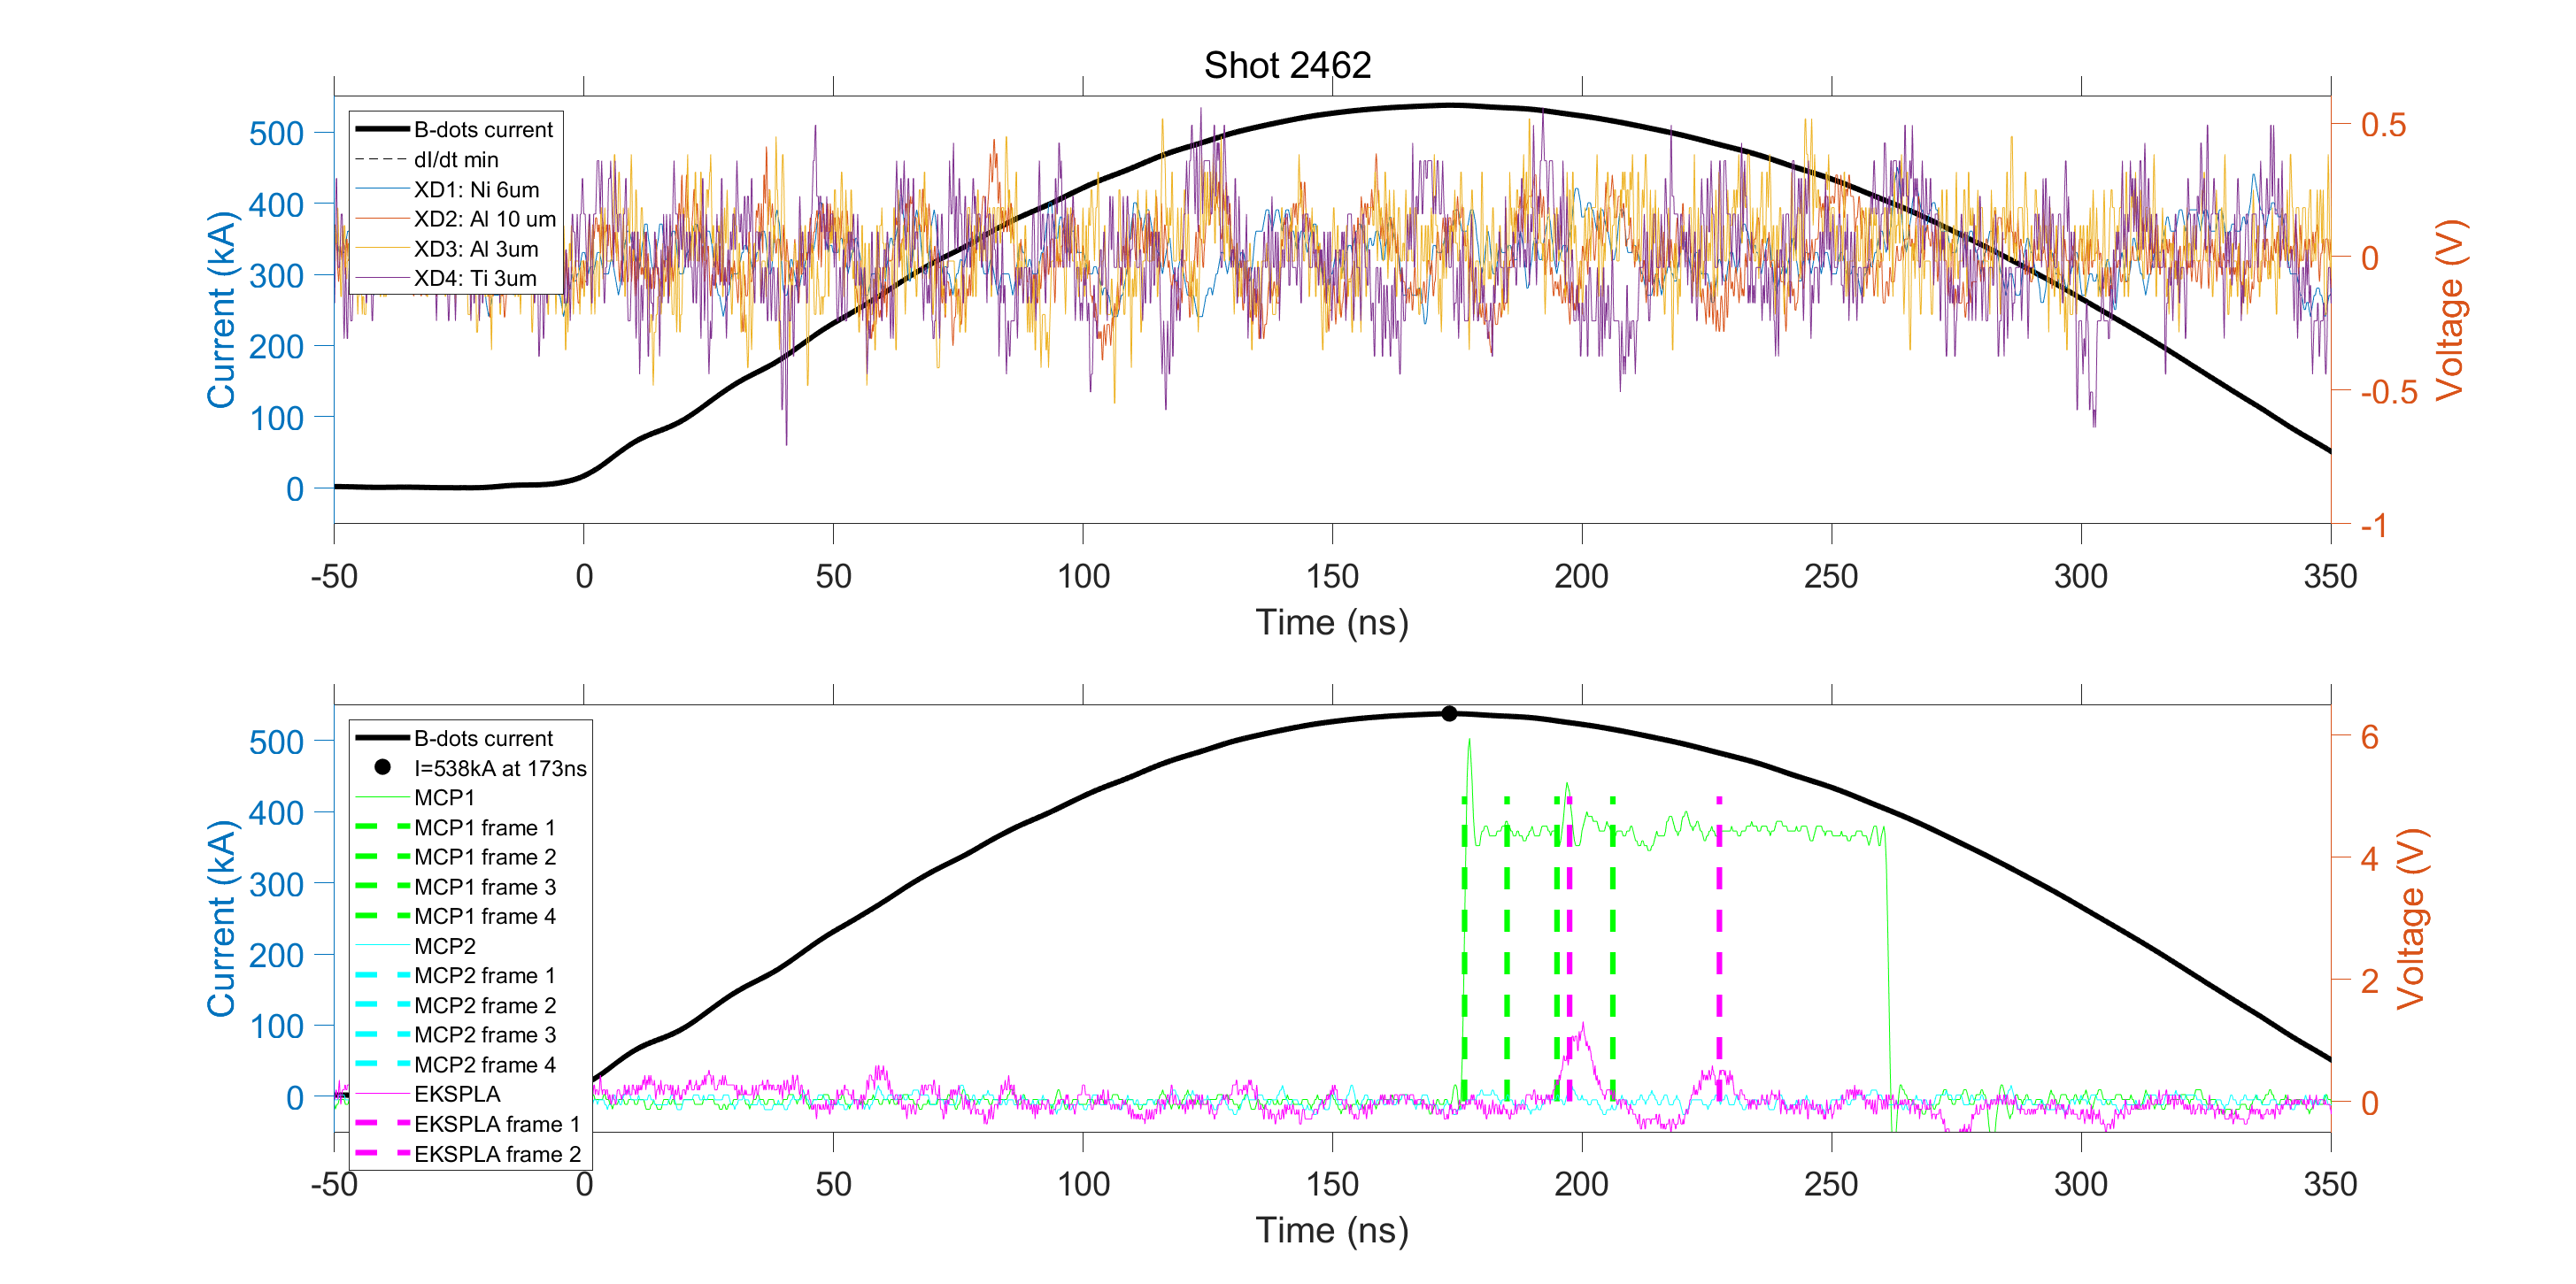 Shot 2462
Current (kA)
500
400
300
200
100
0
B-dots current
dI/dt min
XD1: Ni 6um
XD2: Al 10 um
XD3: Al 3um
XD4: Ti 3um
0.5
0
-0.5
-1
Voltage (V)
-50 0 50 100 150 200 250 300 350
Time (ns)
Current (kA)
500
400
300
200
100
0
B-dots current
I=538kA at 173ns
MCP1
MCP1 frame 1
MCP1 frame 2
MCP1 frame 3
MCP1 frame 4
MCP2
MCP2 frame 1
MCP2 frame 2
MCP2 frame 3
MCP2 frame 4
EKSPLA
EKSPLA frame 1
EKSPLA frame 2
6
4
2
0
Voltage (V)
-50 0 50 100 150 200 250 300 350
Time (ns)